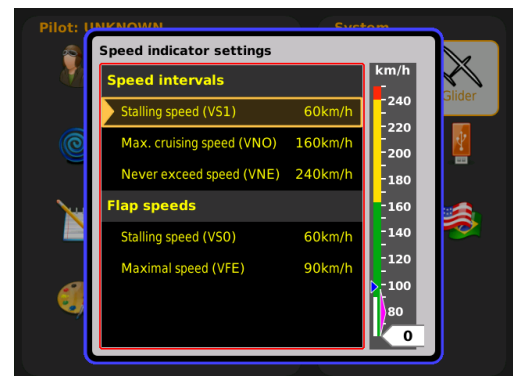 Pilot: UNKNOWN
System
Speed indicator settings
Speed intervals
Stalling speed (VS1) 60km/h
Max. cruising speed (VNO) 160km/h
Never exceed speed (VNE) 240km/h
Flap speeds
Stalling speed (VS0) 60km/h
Maximal speed (VFE) 90km/h
km/h
240
220
200
180
160
140
120
100
80
0
Glider